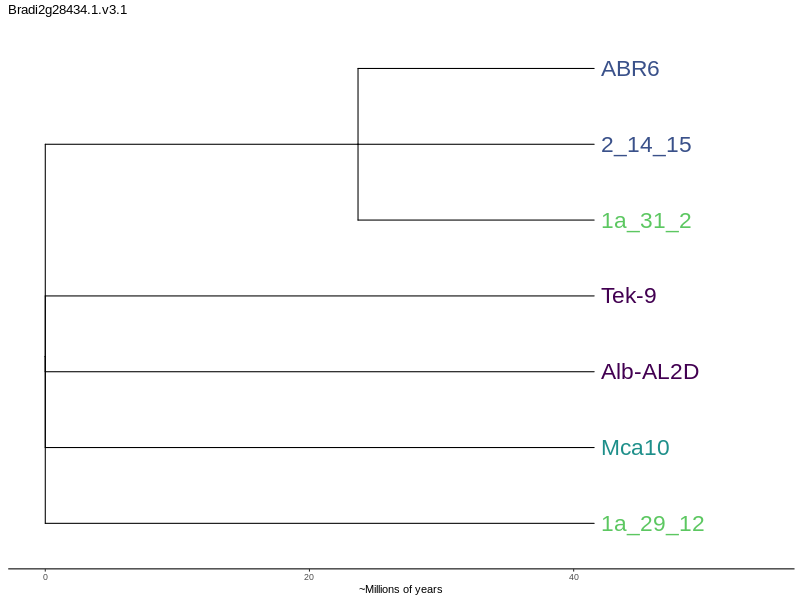 Bradi2g28434.1.v3.1
ABR6
2_14_15
1a_31_2
Tek-9
Alb-AL2D
Mca10
1a_29_12
0 20 40
~Millions of years